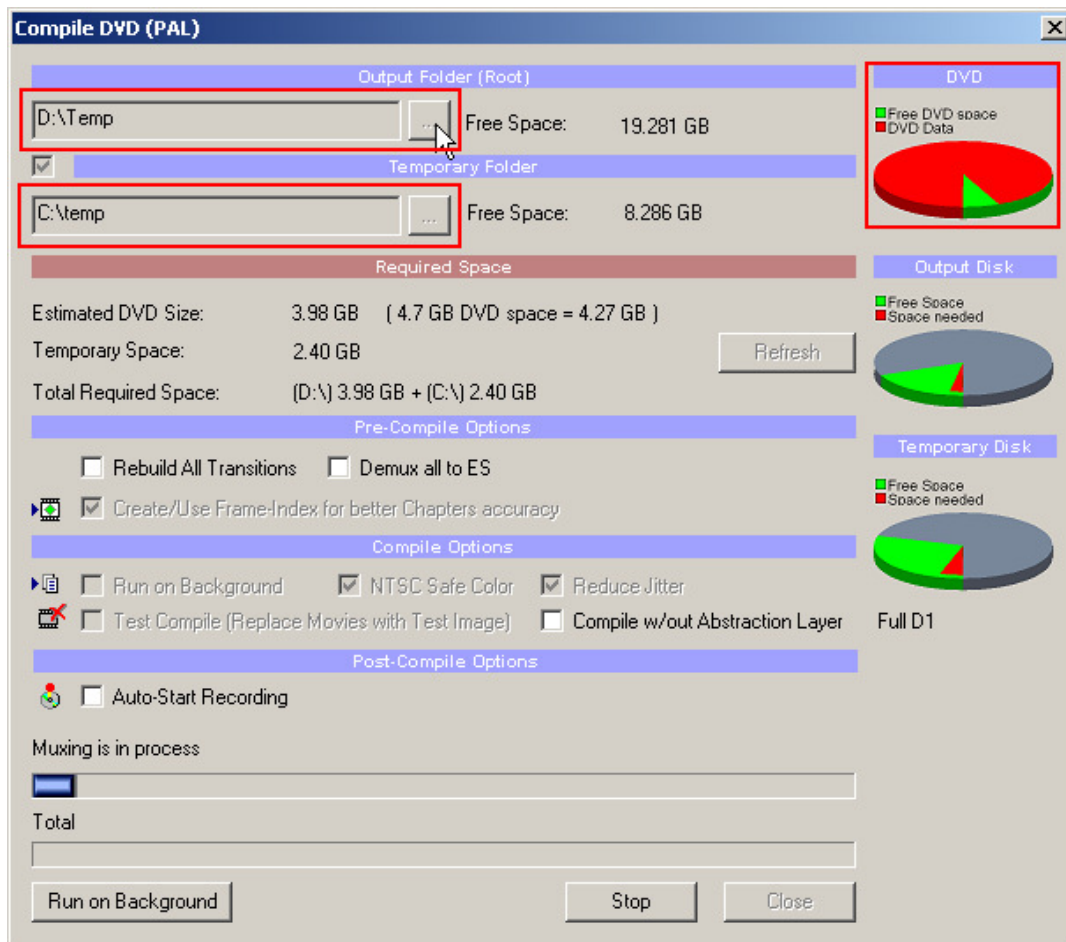 Compile DVD (PAL)
Output Folder (Root)
D:\Temp
...
Free Space:
19.281 GB
Temporary Folder
C:\temp
...
Free Space:
8.286 GB
Required Space
Estimated DVD Size:
3.98 GB
( 4.7 GB DVD space = 4.27 GB )
Temporary Space:
2.40 GB
Refresh
Total Required Space:
(D:\) 3.98 GB + (C:\) 2.40 GB
Pre-Compile Options
Rebuild All Transitions
Demux all to ES
Create/Use Frame-Index for better Chapters accuracy
Compile Options
Run on Background
NTSC Safe Color
Reduce Jitter
Test Compile (Replace Movies with Test Image)
Compile w/out Abstraction Layer
Post-Compile Options
Auto-Start Recording
Muxing is in process
Total
Run on Background
Stop
Close
DVD
Free DVD space
DVD Data
Output Disk
Free Space
Space needed
Temporary Disk
Free Space
Space needed
Full D1